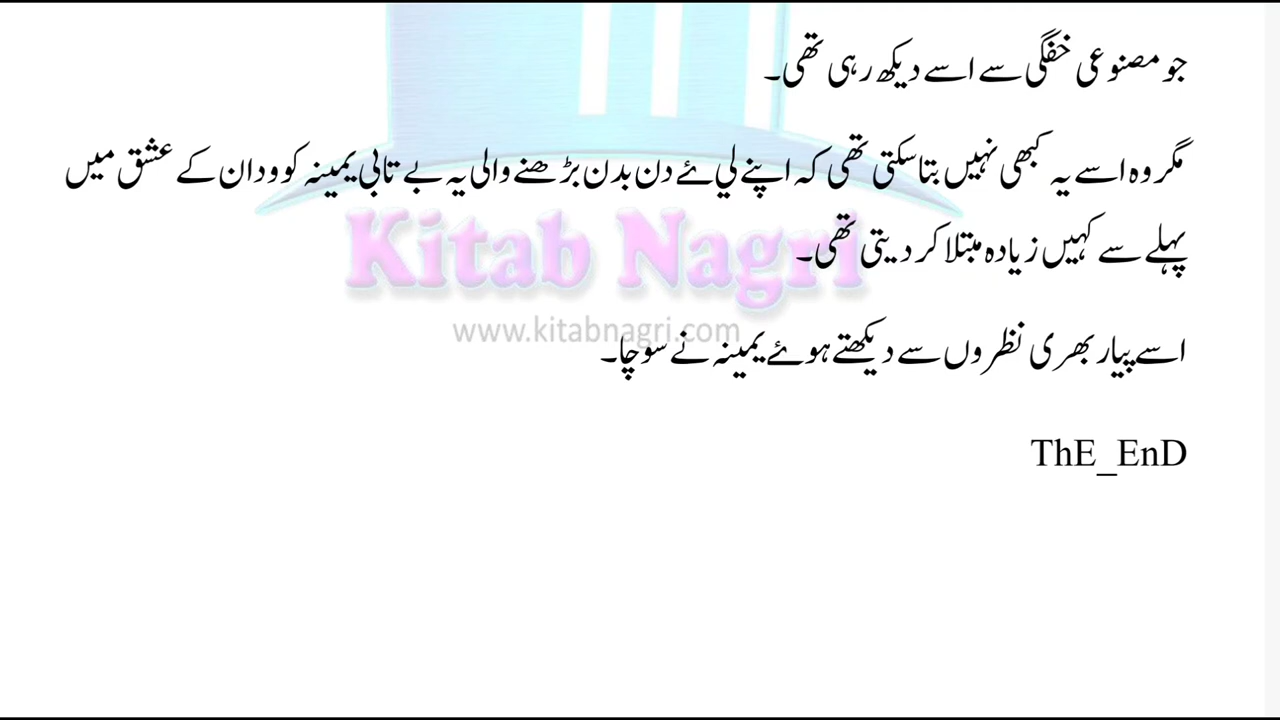 جو مصنوعی خفگی سے اسے دیکھ رہی تھی۔
مگر وہ اسے یہ کبھی نہیں بتا سکتی تھی کہ اپنے لیٔے دن بدن بڑھنے والی یہ بے تابی یمینہ کو ودان کے عشق میں
پہلے سے کہیں زیادہ مبتلا کر دیتی تھی۔
Kitab Nagri
www.kitabnagri.com
اسے پیار بھری نظروں سے دیکھتے ہوۓ یمینہ نے سوچا۔
ThE_EnD